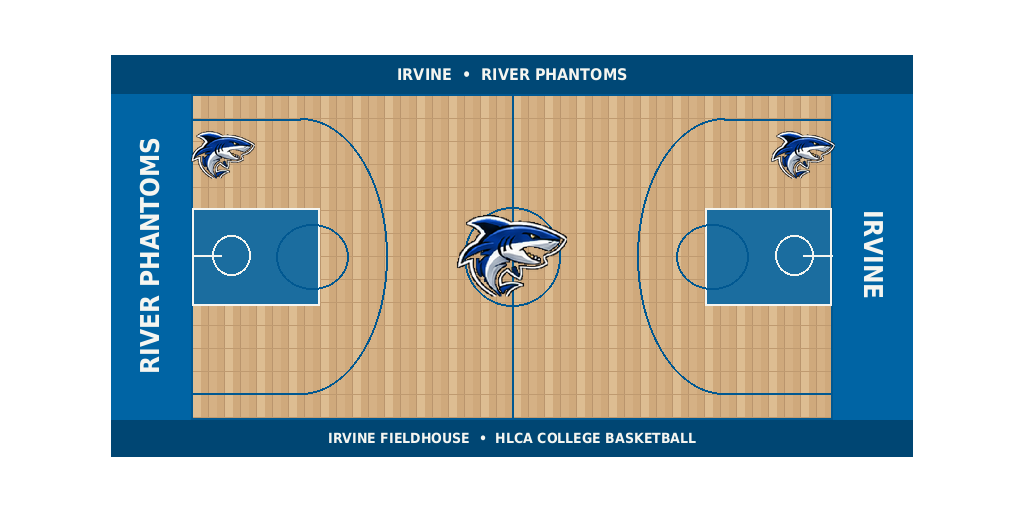 IRVINE • RIVER PHANTOMS
RIVER PHANTOMS
IRVINE
IRVINE FIELDHOUSE • HLCA COLLEGE BASKETBALL